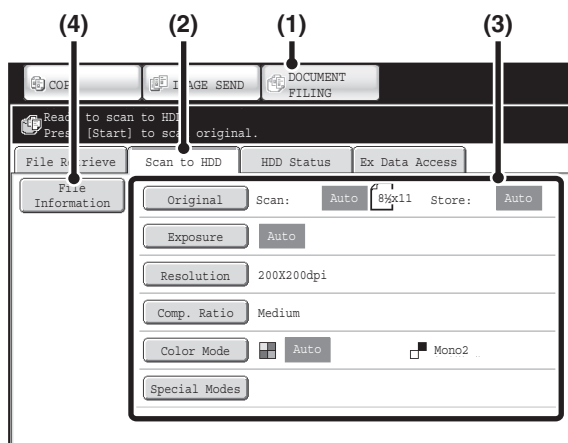 (4) (2) (1) (3)
COP IMAGE SEND DOCUMENT
FILING
Ready to scan to HDD.
Press [Start] to scan original.
File Retrieve Scan to HDD HDD Status Ex Data Access
File
Information
Original Scan: Auto 8½x11 Store: Auto
Exposure Auto
Resolution 200X200dpi
Comp. Ratio Medium
Color Mode Auto Mono2
Special Modes